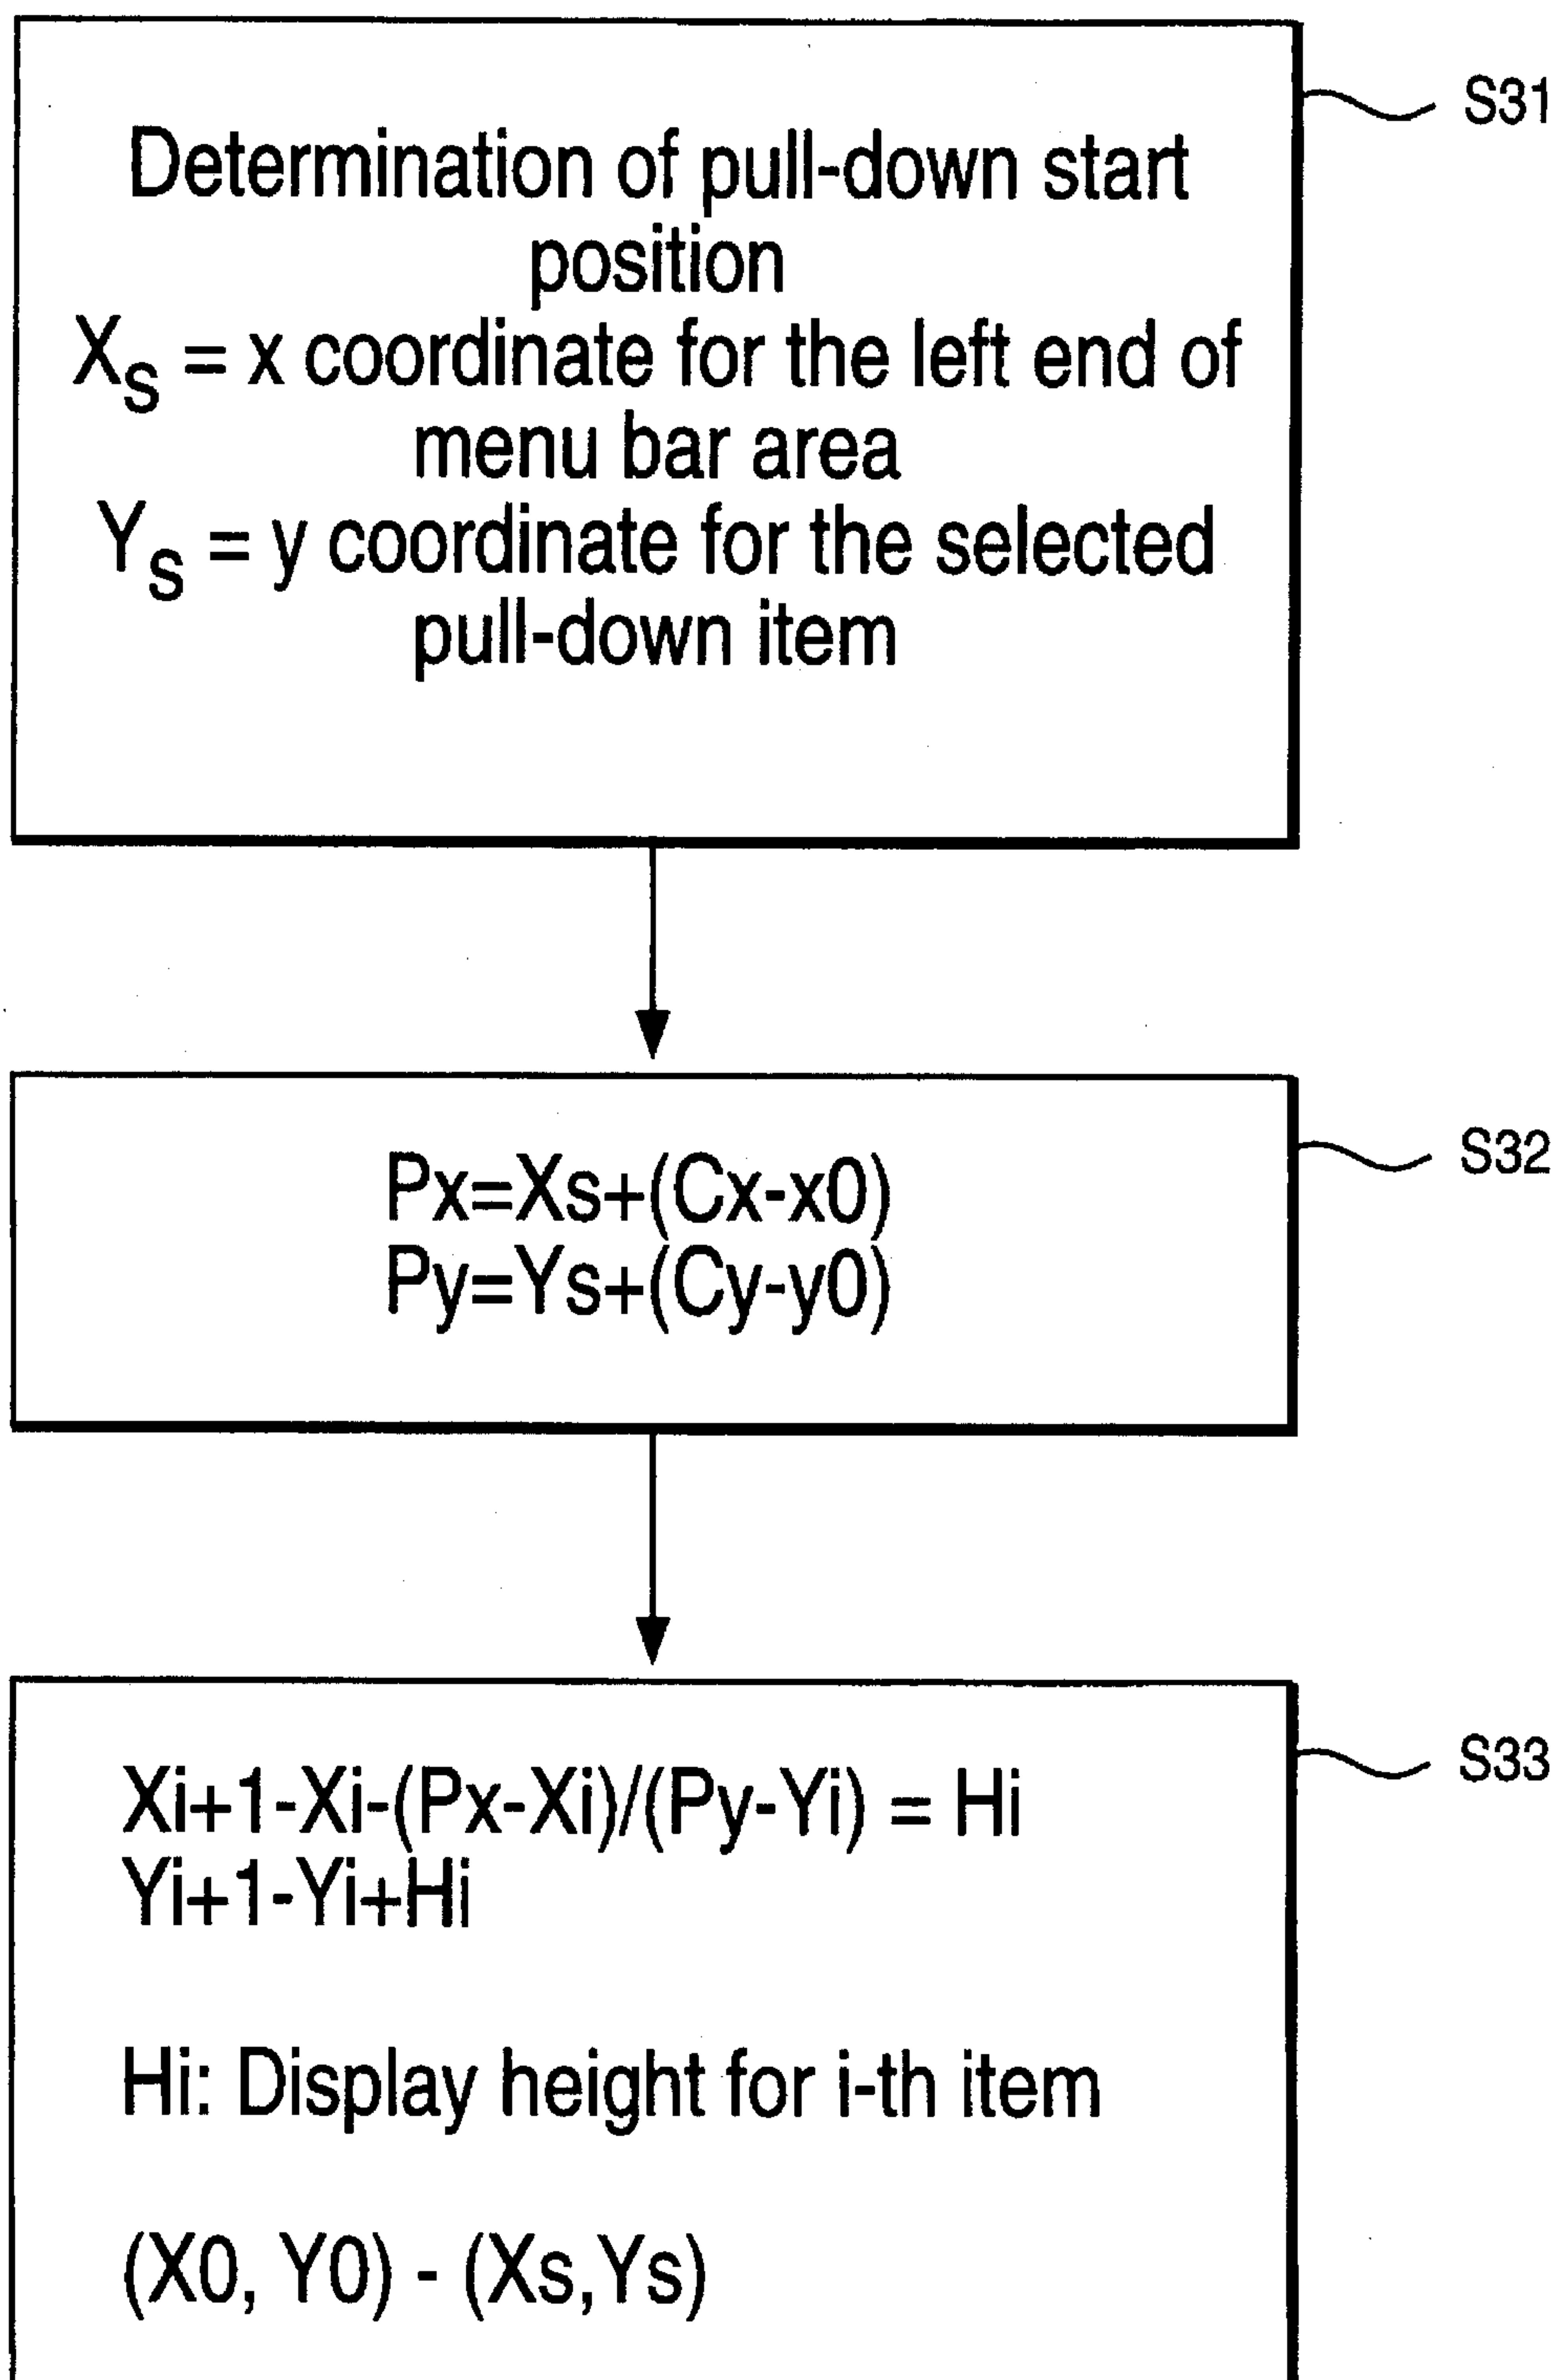 S31
Determination of pull-down start
position
Xs = x coordinate for the left end of
menu bar area
Ys = y coordinate for the selected
pull-down item
S32
Px=Xs+(Cx-x0)
Py=Ys+(Cy-y0)
S33
Xi+1-Xi-(Px-Xi)/(Py-Yi) = Hi
Yi+1-Yi+Hi
Hi: Display height for i-th item
(X0, Y0) - (Xs,Ys)